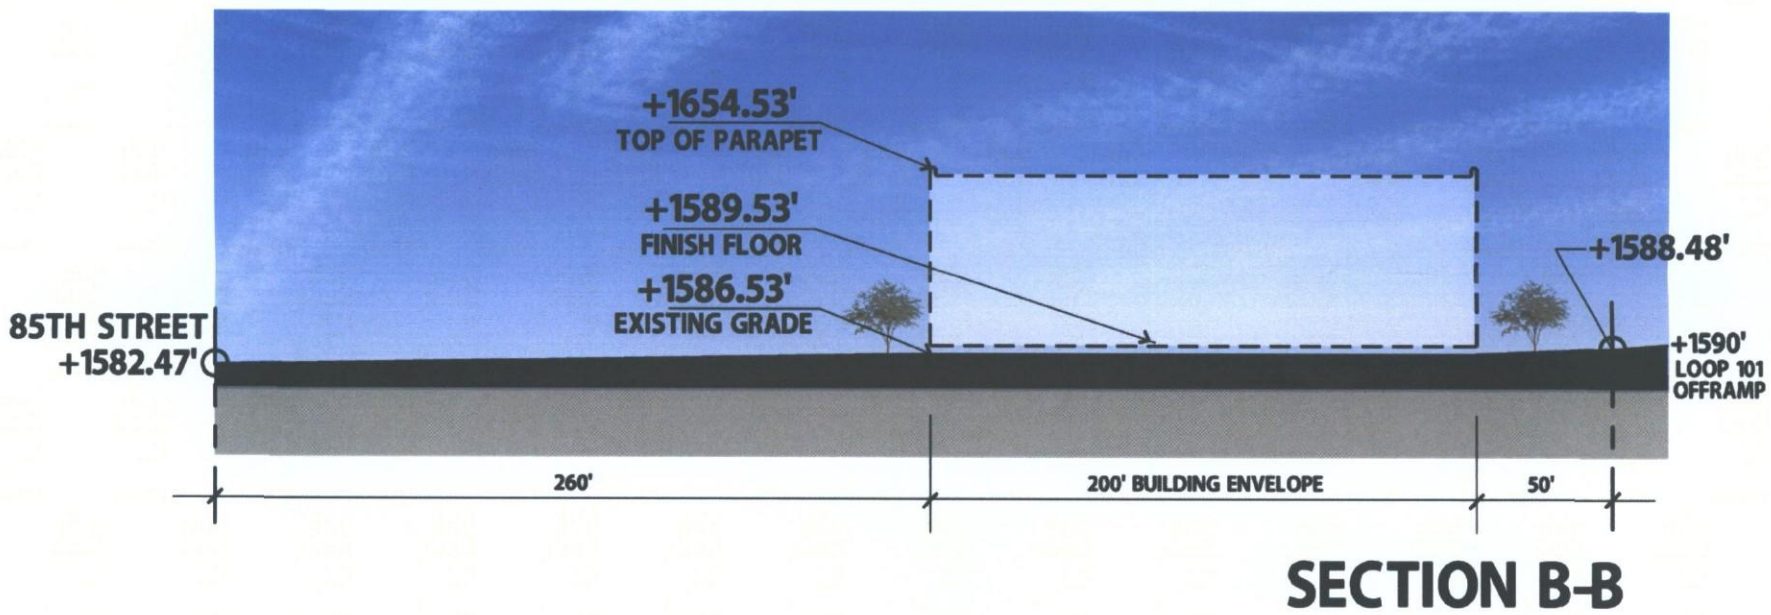 +1654.53'
TOP OF PARAPET
+1589.53'
FINISH FLOOR
+1586.53'
EXISTING GRADE
85TH STREET
+1582.47'
+1588.48'
+1590'
LOOP 101
OFFRAMP
260'
200' BUILDING ENVELOPE
50'
SECTION B-B